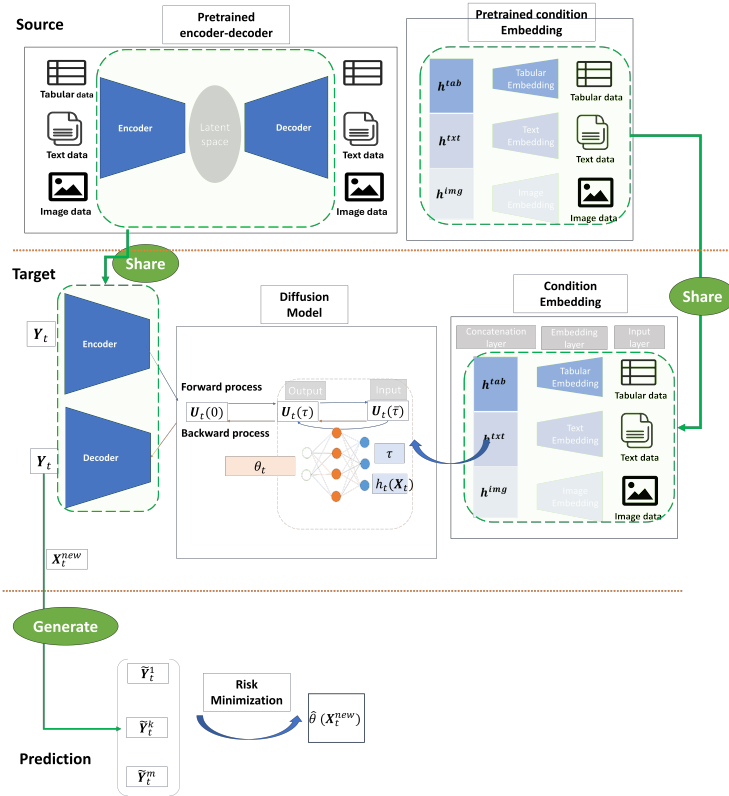 Source
Pretrained
encoder-decoder
Pretrained condition
Embedding
Tabular data
Text data
Image data
Encoder
Latent
space
Decoder
Text data
Image data
h^{tab}
h^{txt}
h^{img}
Tabular
Embedding
Text
Embedding
Image
Embedding
Tabular data
Text data
Image data
Share
Share
Target
Y_t
Encoder
Y_t
Decoder
Diffusion
Model
Forward process
Backward process
Output
Input
U_t(0)
U_t(τ)
U_t(τ̄)
θ_t
τ
h_t(X_t)
Condition
Embedding
Concatenation
layer
Embedding
layer
Input
layer
h^{tab}
h^{txt}
h^{img}
Tabular
Embedding
Text
Embedding
Image
Embedding
Tabular data
Text data
Image data
X_t^{new}
Generate
Prediction
Ỹ_t^1
Ỹ_t^k
Ỹ_t^m
Risk
Minimization
θ̂ (X_t^{new})